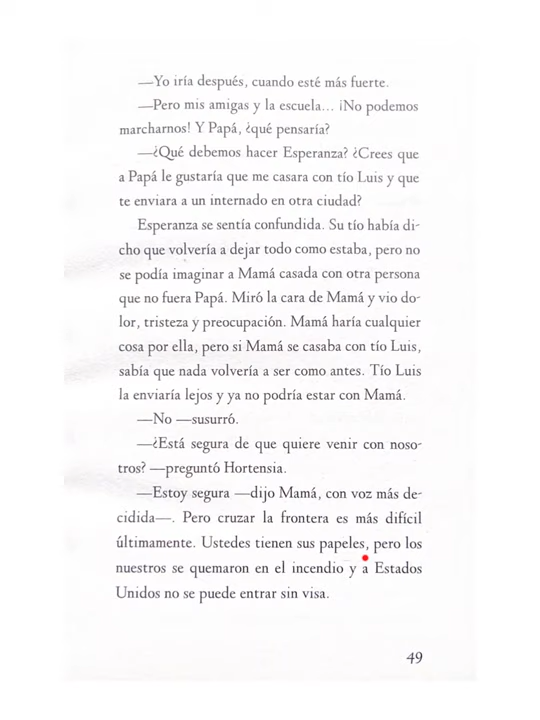 —Yo iría después, cuando esté más fuerte.
—Pero mis amigas y la escuela... ¡No podemos
marcharnos! Y Papá, ¿qué pensaría?
—¿Qué debemos hacer Esperanza? ¿Crees que
a Papá le gustaría que me casara con tío Luis y que
te enviara a un internado en otra ciudad?
Esperanza se sentía confundida. Su tío había di-
cho que volvería a dejar todo como estaba, pero no
se podía imaginar a Mamá casada con otra persona
que no fuera Papá. Miró la cara de Mamá y vio do-
lor, tristeza y preocupación. Mamá haría cualquier
cosa por ella, pero si Mamá se casaba con tío Luis,
sabía que nada volvería a ser como antes. Tío Luis
la enviaría lejos y ya no podría estar con Mamá.
—No —susurró.
—¿Está segura de que quiere venir con noso-
tros? —preguntó Hortensia.
—Estoy segura —dijo Mamá, con voz más de-
cidida—. Pero cruzar la frontera es más difícil
últimamente. Ustedes tienen sus papeles, pero los
nuestros se quemaron en el incendio y a Estados
Unidos no se puede entrar sin visa.
49